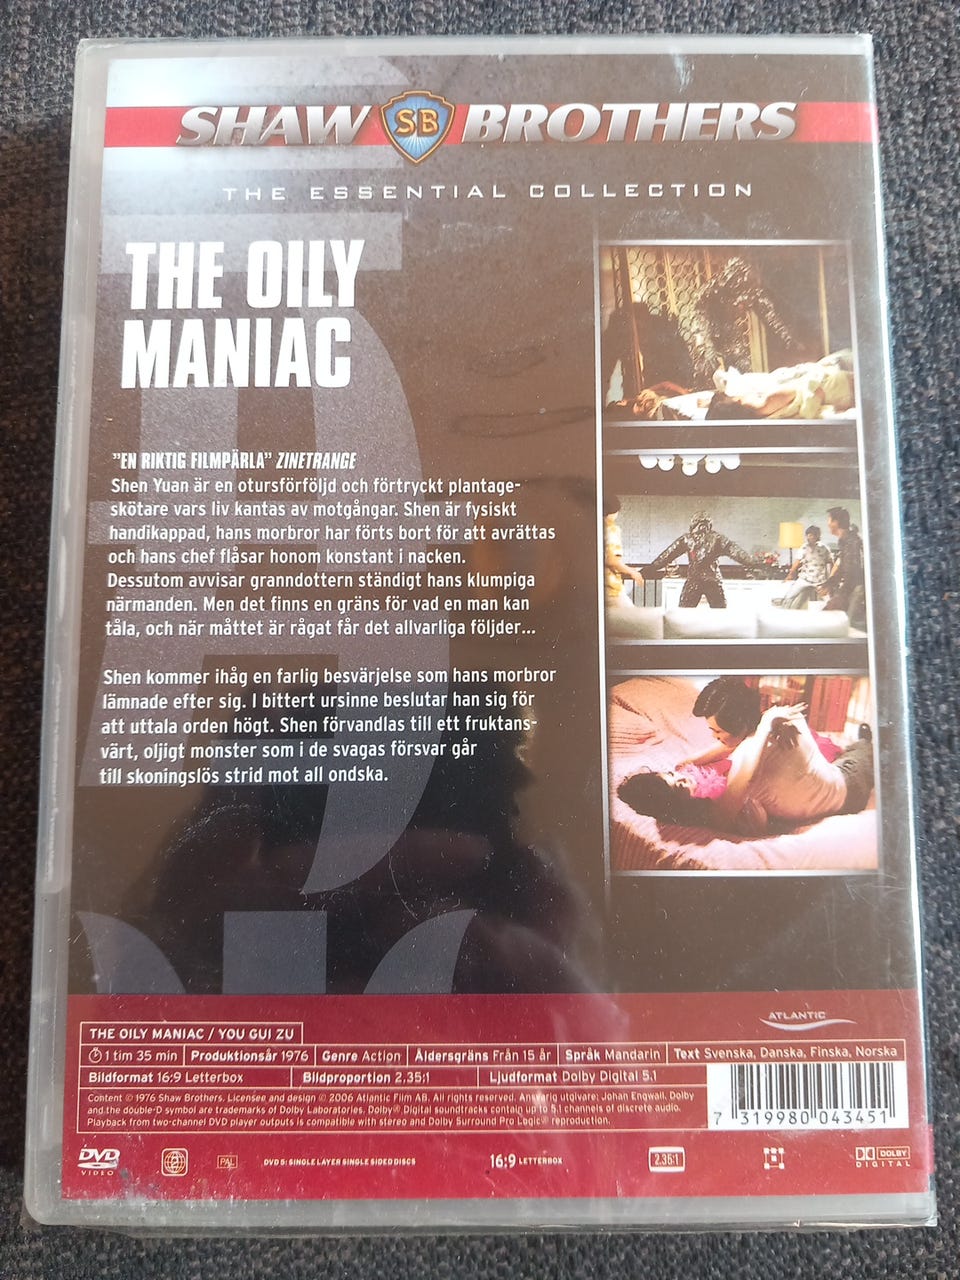 SHAW SB BROTHERS
THE ESSENTIAL COLLECTION
THE OILY
MANIAC
"EN RIKTIG FILMPÄRLA" ZINETRANGE
Shen Yuan är en otursförföljd och förtryckt plantage-
skötare vars liv kantas av motgångar. Shen är fysiskt
handikappad, hans morbror har förts bort för att avrättas
och hans chef flåsar honom konstant i nacken.
Dessutom avvisar granndottern ständigt hans klumpiga
närmanden. Men det finns en gräns för vad en man kan
tåla, och när måttet är rågat får det allvarliga följder...
Shen kommer ihåg en farlig besvärjelse som hans morbror
lämnade efter sig. I bittert ursinne beslutar han sig för
att uttala orden högt. Shen förvandlas till ett fruktans-
värt, oljigt monster som i de svagas försvar går
till skoningslös strid mot all ondska.
ATLANTIC
THE OILY MANIAC / YOU GUI ZU
1 tim 35 min Produktionsår 1976 Genre Action Åldersgräns Från 15 år Språk Mandarin Text Svenska, Danska, Finska, Norska
Bildformat 16:9 Letterbox Bildproportion 2.35:1 Ljudformat Dolby Digital 5.1
Content © 1976 Shaw Brothers. Licensee and design © 2006 Atlantic Film AB. All rights reserved. Ansvarig utgivare: Johan Engwall. Dolby
and the double-D symbol are trademarks of Dolby Laboratories. Dolby® Digital soundtracks contain up to 5.1 channels of discrete audio.
Playback from two-channel DVD player outputs is compatible with stereo and Dolby Surround Pro Logic® reproduction.
7 319980 043451
DVD VIDEO 2 PAL DVD 5: SINGLE LAYER SINGLE SIDED DISCS 16:9 LETTERBOX 2.35:1 DOLBY DIGITAL